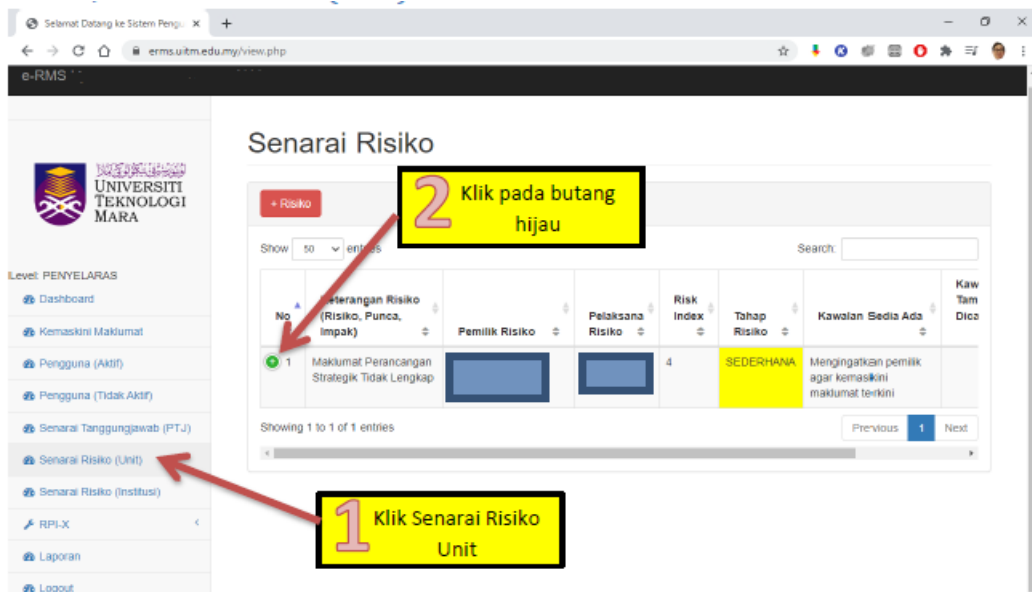 Selamat Datang ke Sistem Pengu
erms.uitm.edu.my/view.php
e-RMS
UNIVERSITI
TEKNOLOGI
MARA
Level: PENYELARAS
Dashboard
Kemaskini Maklumat
Pengguna (Aktif)
Pengguna (Tidak Aktif)
Senarai Tanggungjawab (PTJ)
Senarai Risiko (Unit)
Senarai Risiko (Institusi)
RPI-X
Laporan
Logout
Senarai Risiko
+ Risiko
2 Klik pada butang
hijau
Show 50 entries
Search:
No
Keterangan Risiko
(Risiko, Punca,
Impak)
Pemilik Risiko
Pelaksana
Risiko
Risk
Index
Tahap
Risiko
Kawalan Sedia Ada
Kaw
Tam
Dica
1
Maklumat Perancangan
Strategik Tidak Lengkap
4
SEDERHANA
Mengingatkan pemilik
agar kemaskini
maklumat terkini
Showing 1 to 1 of 1 entries
Previous 1 Next
1 Klik Senarai Risiko
Unit